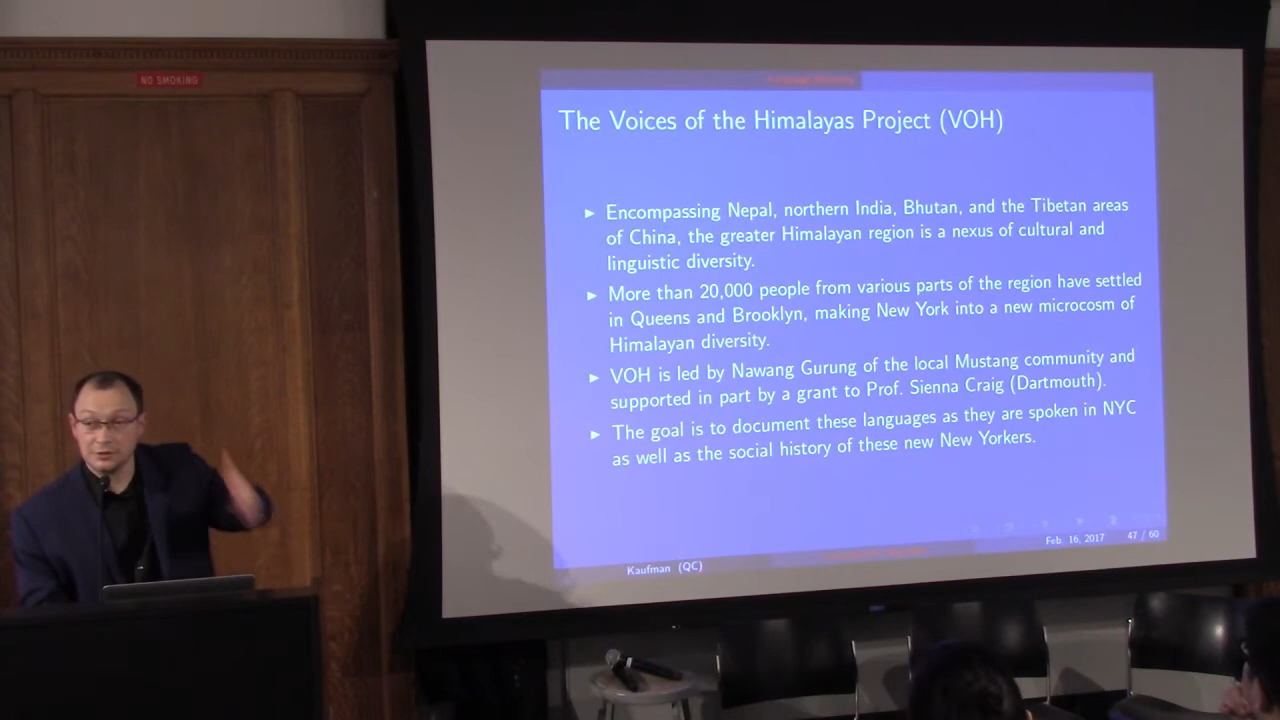 NO SMOKING
The Voices of the Himalayas Project (VOH)
► Encompassing Nepal, northern India, Bhutan, and the Tibetan areas
of China, the greater Himalayan region is a nexus of cultural and
linguistic diversity.
► More than 20,000 people from various parts of the region have settled
in Queens and Brooklyn, making New York into a new microcosm of
Himalayan diversity.
► VOH is led by Nawang Gurung of the local Mustang community and
supported in part by a grant to Prof. Sienna Craig (Dartmouth).
► The goal is to document these languages as they are spoken in NYC
as well as the social history of these new New Yorkers.
Kaufman (QC)
Feb. 16, 2017 47 / 60